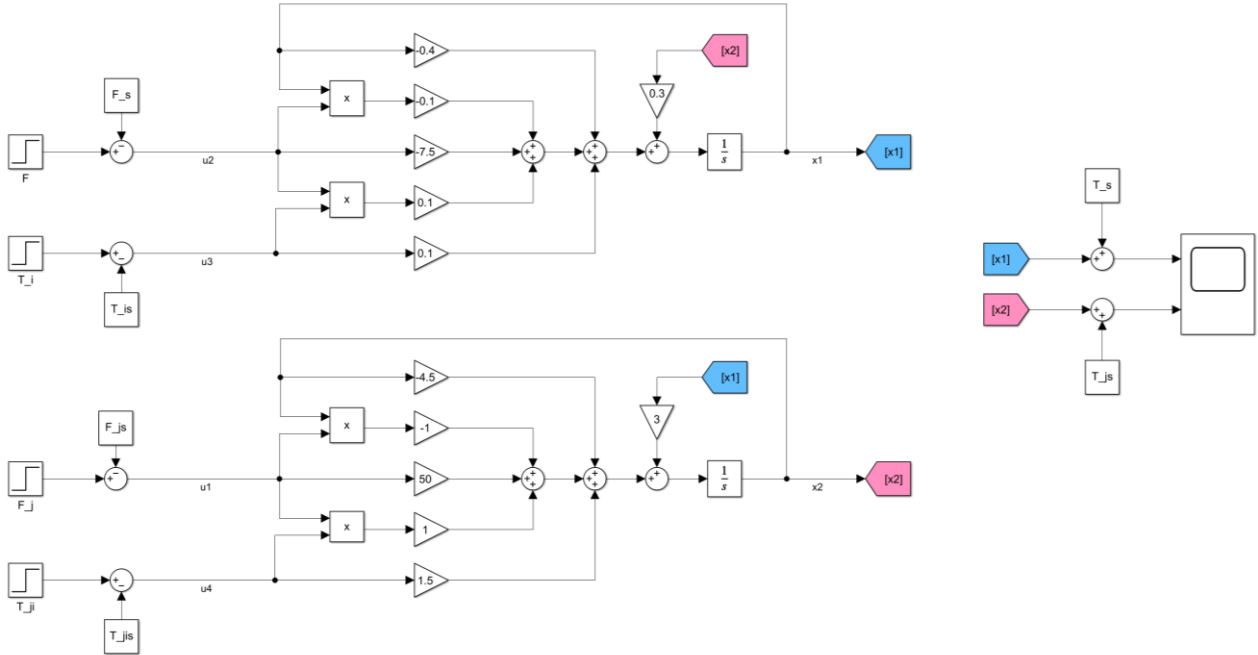 [x2]
-0.4
F_s
0.3
x
-0.1
+
+
+
+
+
+
+
+
-
+
-7.5
1
s
[x1]
F
u2
x1
T_s
x
0.1
+
-
0.1
[x1]
+
+
T_i
u3
T_is
[x2]
+
+
-4.5
[x1]
T_js
F_js
x
-1
3
+
+
+
+
+
+
+
+
-
+
50
1
s
[x2]
F_j
u1
x2
x
1
+
-
1.5
T_ji
u4
T_jis